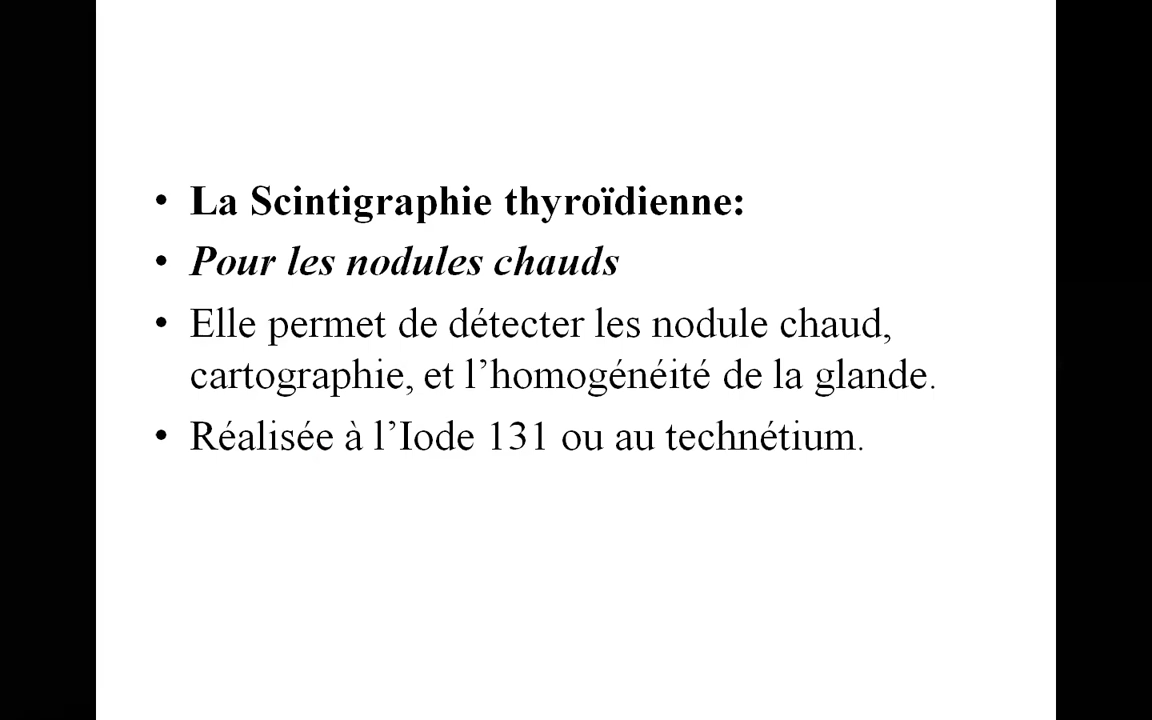 • La Scintigraphie thyroïdienne:
• Pour les nodules chauds
• Elle permet de détecter les nodule chaud,
cartographie, et l’homogénéité de la glande.
• Réalisée à l’Iode 131 ou au technétium.